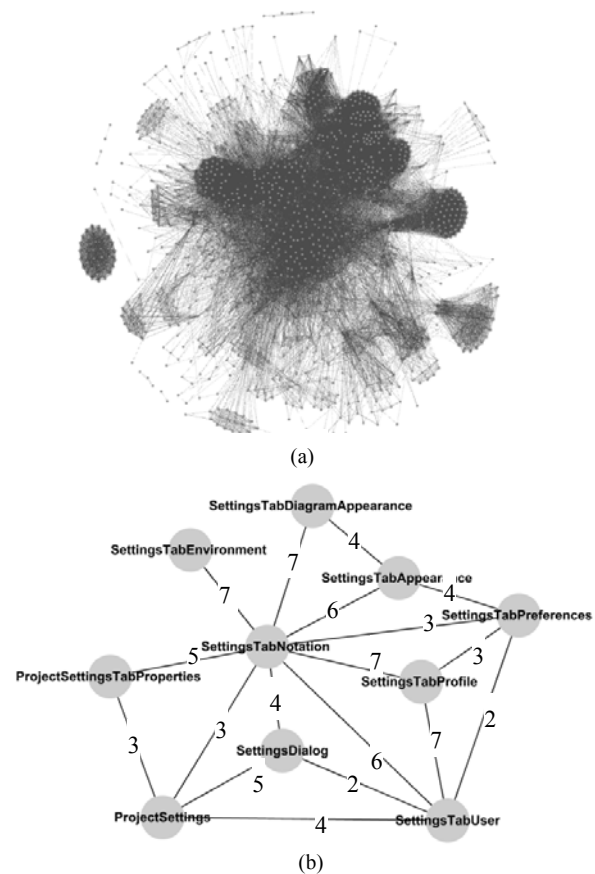 (a)
SettingsTabDiagramAppearance
4
SettingsTabEnvironment
7
7
SettingsTabAppearance
4
6
SettingsTabPreferences
3
SettingsTabNotation
5
7
3
ProjectSettingsTabProperties
SettingsTabProfile
4
2
3
3
7
SettingsDialog
6
5
2
ProjectSettings
4
SettingsTabUser
(b)